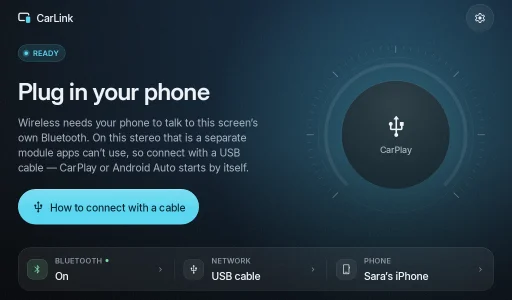 CarLink
READY
Plug in your phone
Wireless needs your phone to talk to this screen's
own Bluetooth. On this stereo that is a separate
module apps can't use, so connect with a USB
cable — CarPlay or Android Auto starts by itself.
How to connect with a cable
CarPlay
BLUETOOTH
On
NETWORK
USB cable
PHONE
Sara's iPhone